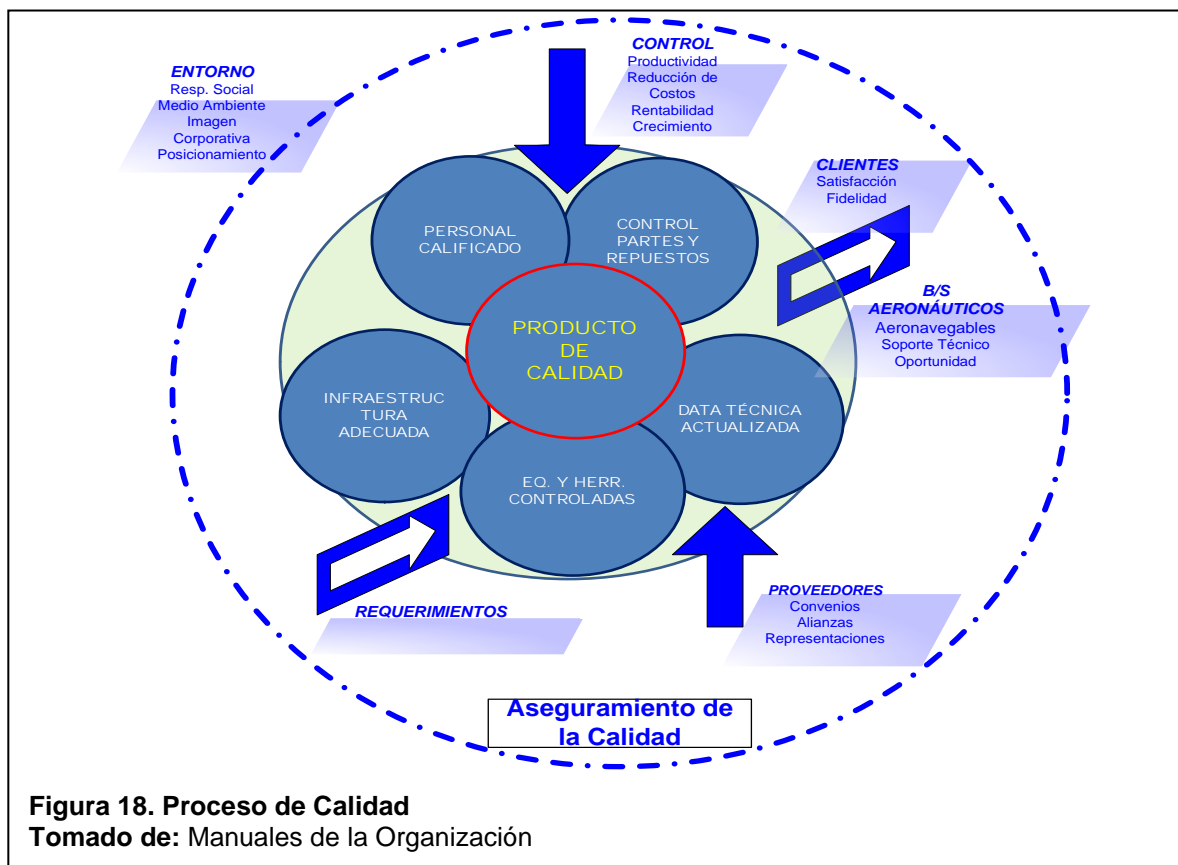 ENTORNO
Resp. Social
Medio Ambiente
Imagen
Corporativa
Posicionamiento
CONTROL
Productividad
Reducción de
Costos
Rentabilidad
Crecimiento
CLIENTES
Satisfacción
Fidelidad
PERSONAL
CALIFICADO
CONTROL
PARTES Y
REPUESTOS
B/S
AERONÁUTICOS
Aeronavegables
Soporte Técnico
Oportunidad
PRODUCTO
DE
CALIDAD
INFRAESTRUC
TURA
ADECUADA
DATA TÉCNICA
ACTUALIZADA
EQ. Y HERR.
CONTROLADAS
REQUERIMIENTOS
PROVEEDORES
Convenios
Alianzas
Representaciones
Aseguramiento de
la Calidad
Figura 18. Proceso de Calidad
Tomado de: Manuales de la Organización